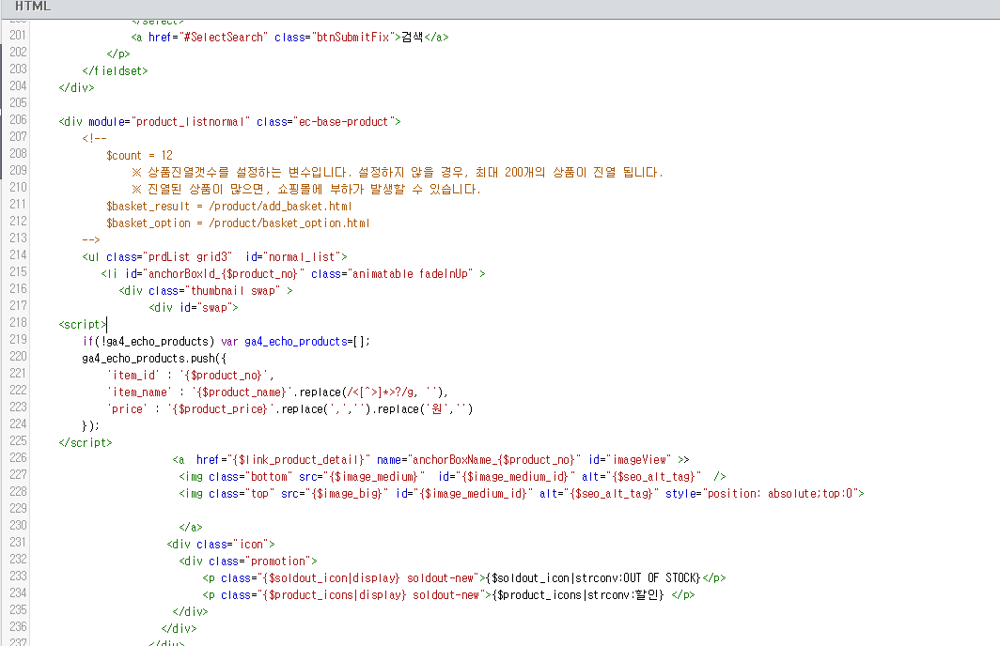 HTML
200 </select>
201 <a href="#SelectSearch" class="btnSubmitFix">검색</a>
202 </p>
203 </fieldset>
204 </div>
205
206 <div module="product_listnormal" class="ec-base-product">
207 <!--
208 $count = 12
209 ※ 상품진열갯수를 설정하는 변수입니다. 설정하지 않을 경우, 최대 200개의 상품이 진열 됩니다.
210 ※ 진열된 상품이 많으면, 쇼핑몰에 부하가 발생할 수 있습니다.
211 $basket_result = /product/add_basket.html
212 $basket_option = /product/basket_option.html
213 -->
214 <ul class="prdList grid3"  id="normal_list">
215 <li id="anchorBoxId_{$product_no}" class="animatable fadeInUp" >
216 <div class="thumbnail swap" >
217 <div id="swap">
218 <script>
219 if(!ga4_echo_products) var ga4_echo_products=[];
220 ga4_echo_products.push({
221 'item_id' : '{$product_no}',
222 'item_name' : '{$product_name}'.replace(/<[^>]*>?/g, ''),
223 'price' : '{$product_price}'.replace(',','').replace('원','')
224 });
225 </script>
226 <a  href="{$link_product_detail}" name="anchorBoxName_{$product_no}" id="imageView" >>
227 <img class="bottom" src="{$image_medium}"  id="{$image_medium_id}" alt="{$seo_alt_tag}"  />
228 <img class="top" src="{$image_big}" id="{$image_medium_id}" alt="{$seo_alt_tag}" style="position: absolute;top:0">
229
230 </a>
231 <div class="icon">
232 <div class="promotion">
233 <p class="{$soldout_icon|display} soldout-new">{$soldout_icon|strconv:OUT OF STOCK}</p>
234 <p class="{$product_icons|display} soldout-new">{$product_icons|strconv:할인} </p>
235 </div>
236 </div>
237 </div>